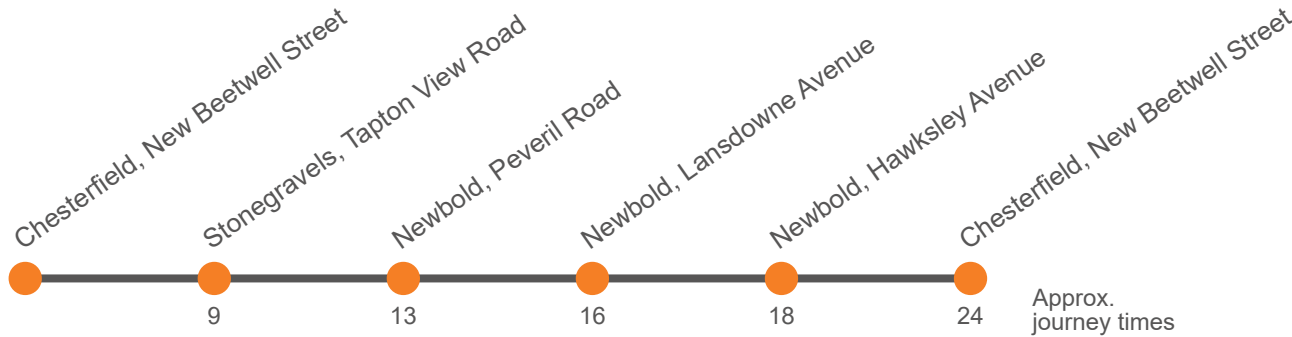 Chesterfield, New Beetwell Street
Stonegravels, Tapton View Road
Newbold, Peveril Road
Newbold, Lansdowne Avenue
Newbold, Hawksley Avenue
Chesterfield, New Beetwell Street
9
13
16
18
24
Approx.
journey times